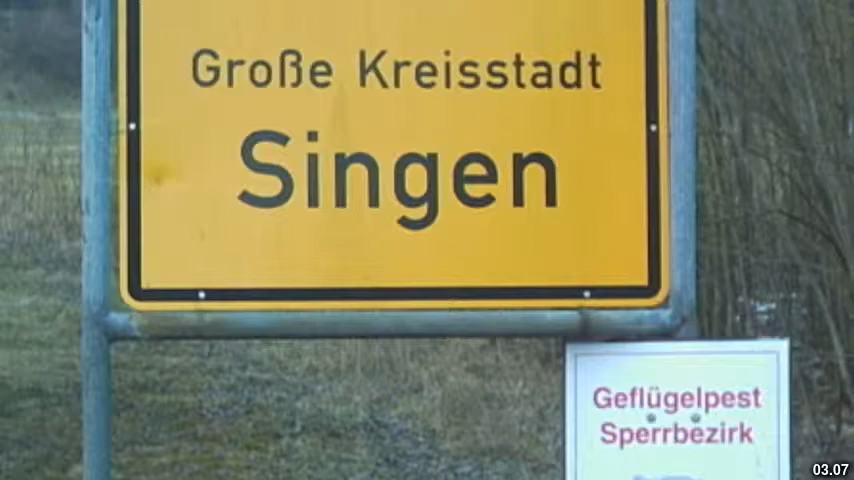 Große Kreisstadt
Singen
Geflügelpest
Sperrbezirk
03.07